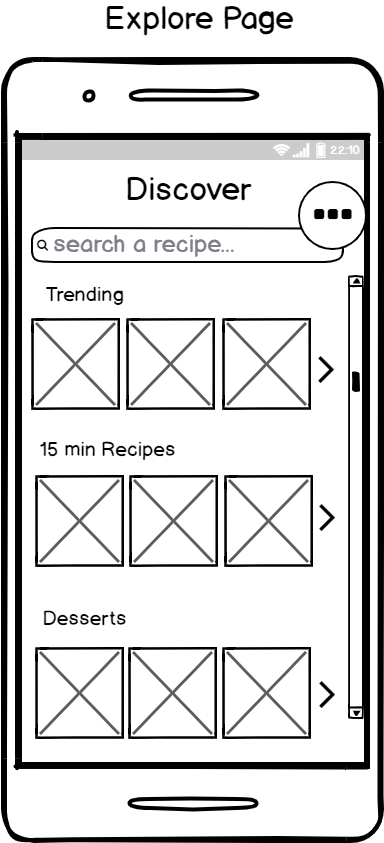 Explore Page
22:10
Discover
search a recipe...
Trending
15 min Recipes
Desserts